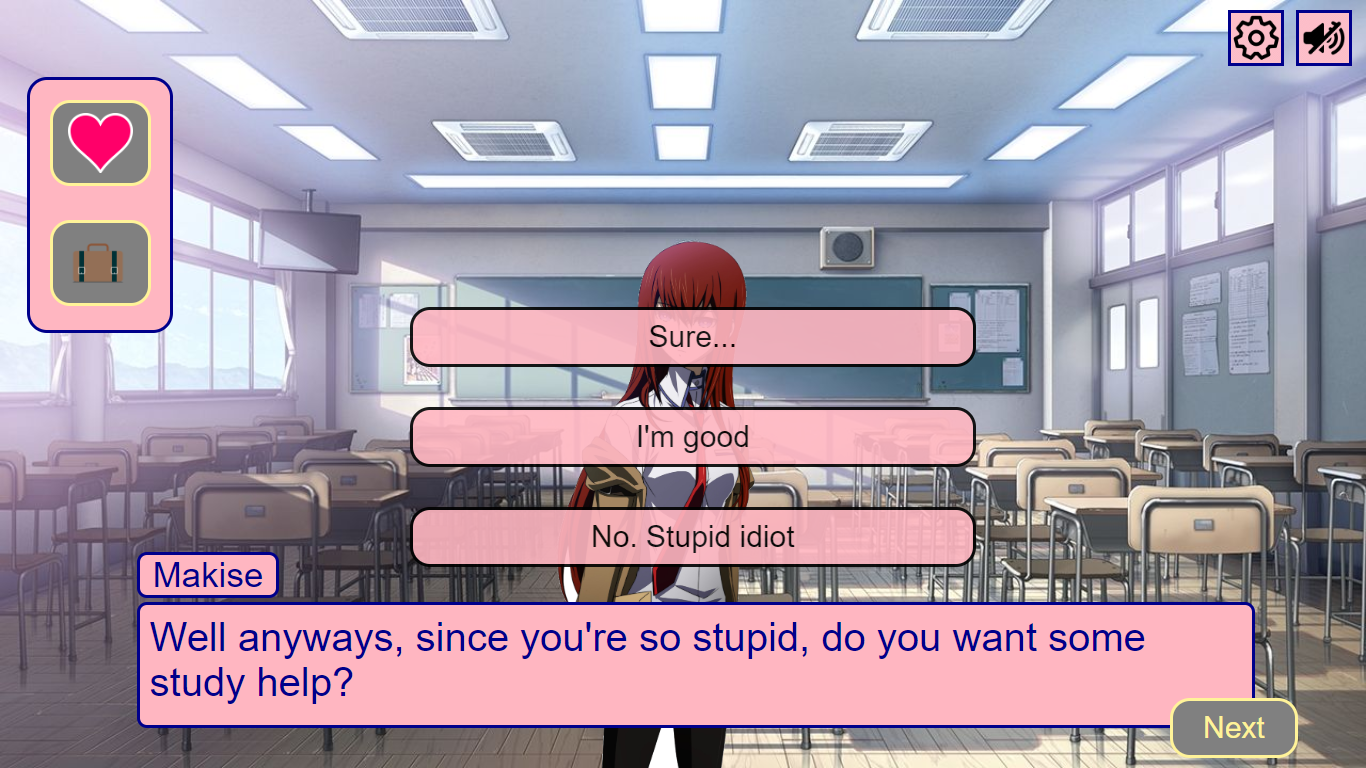 Sure...
I'm good
No. Stupid idiot
Makise
Well anyways, since you're so stupid, do you want some
study help?
Next